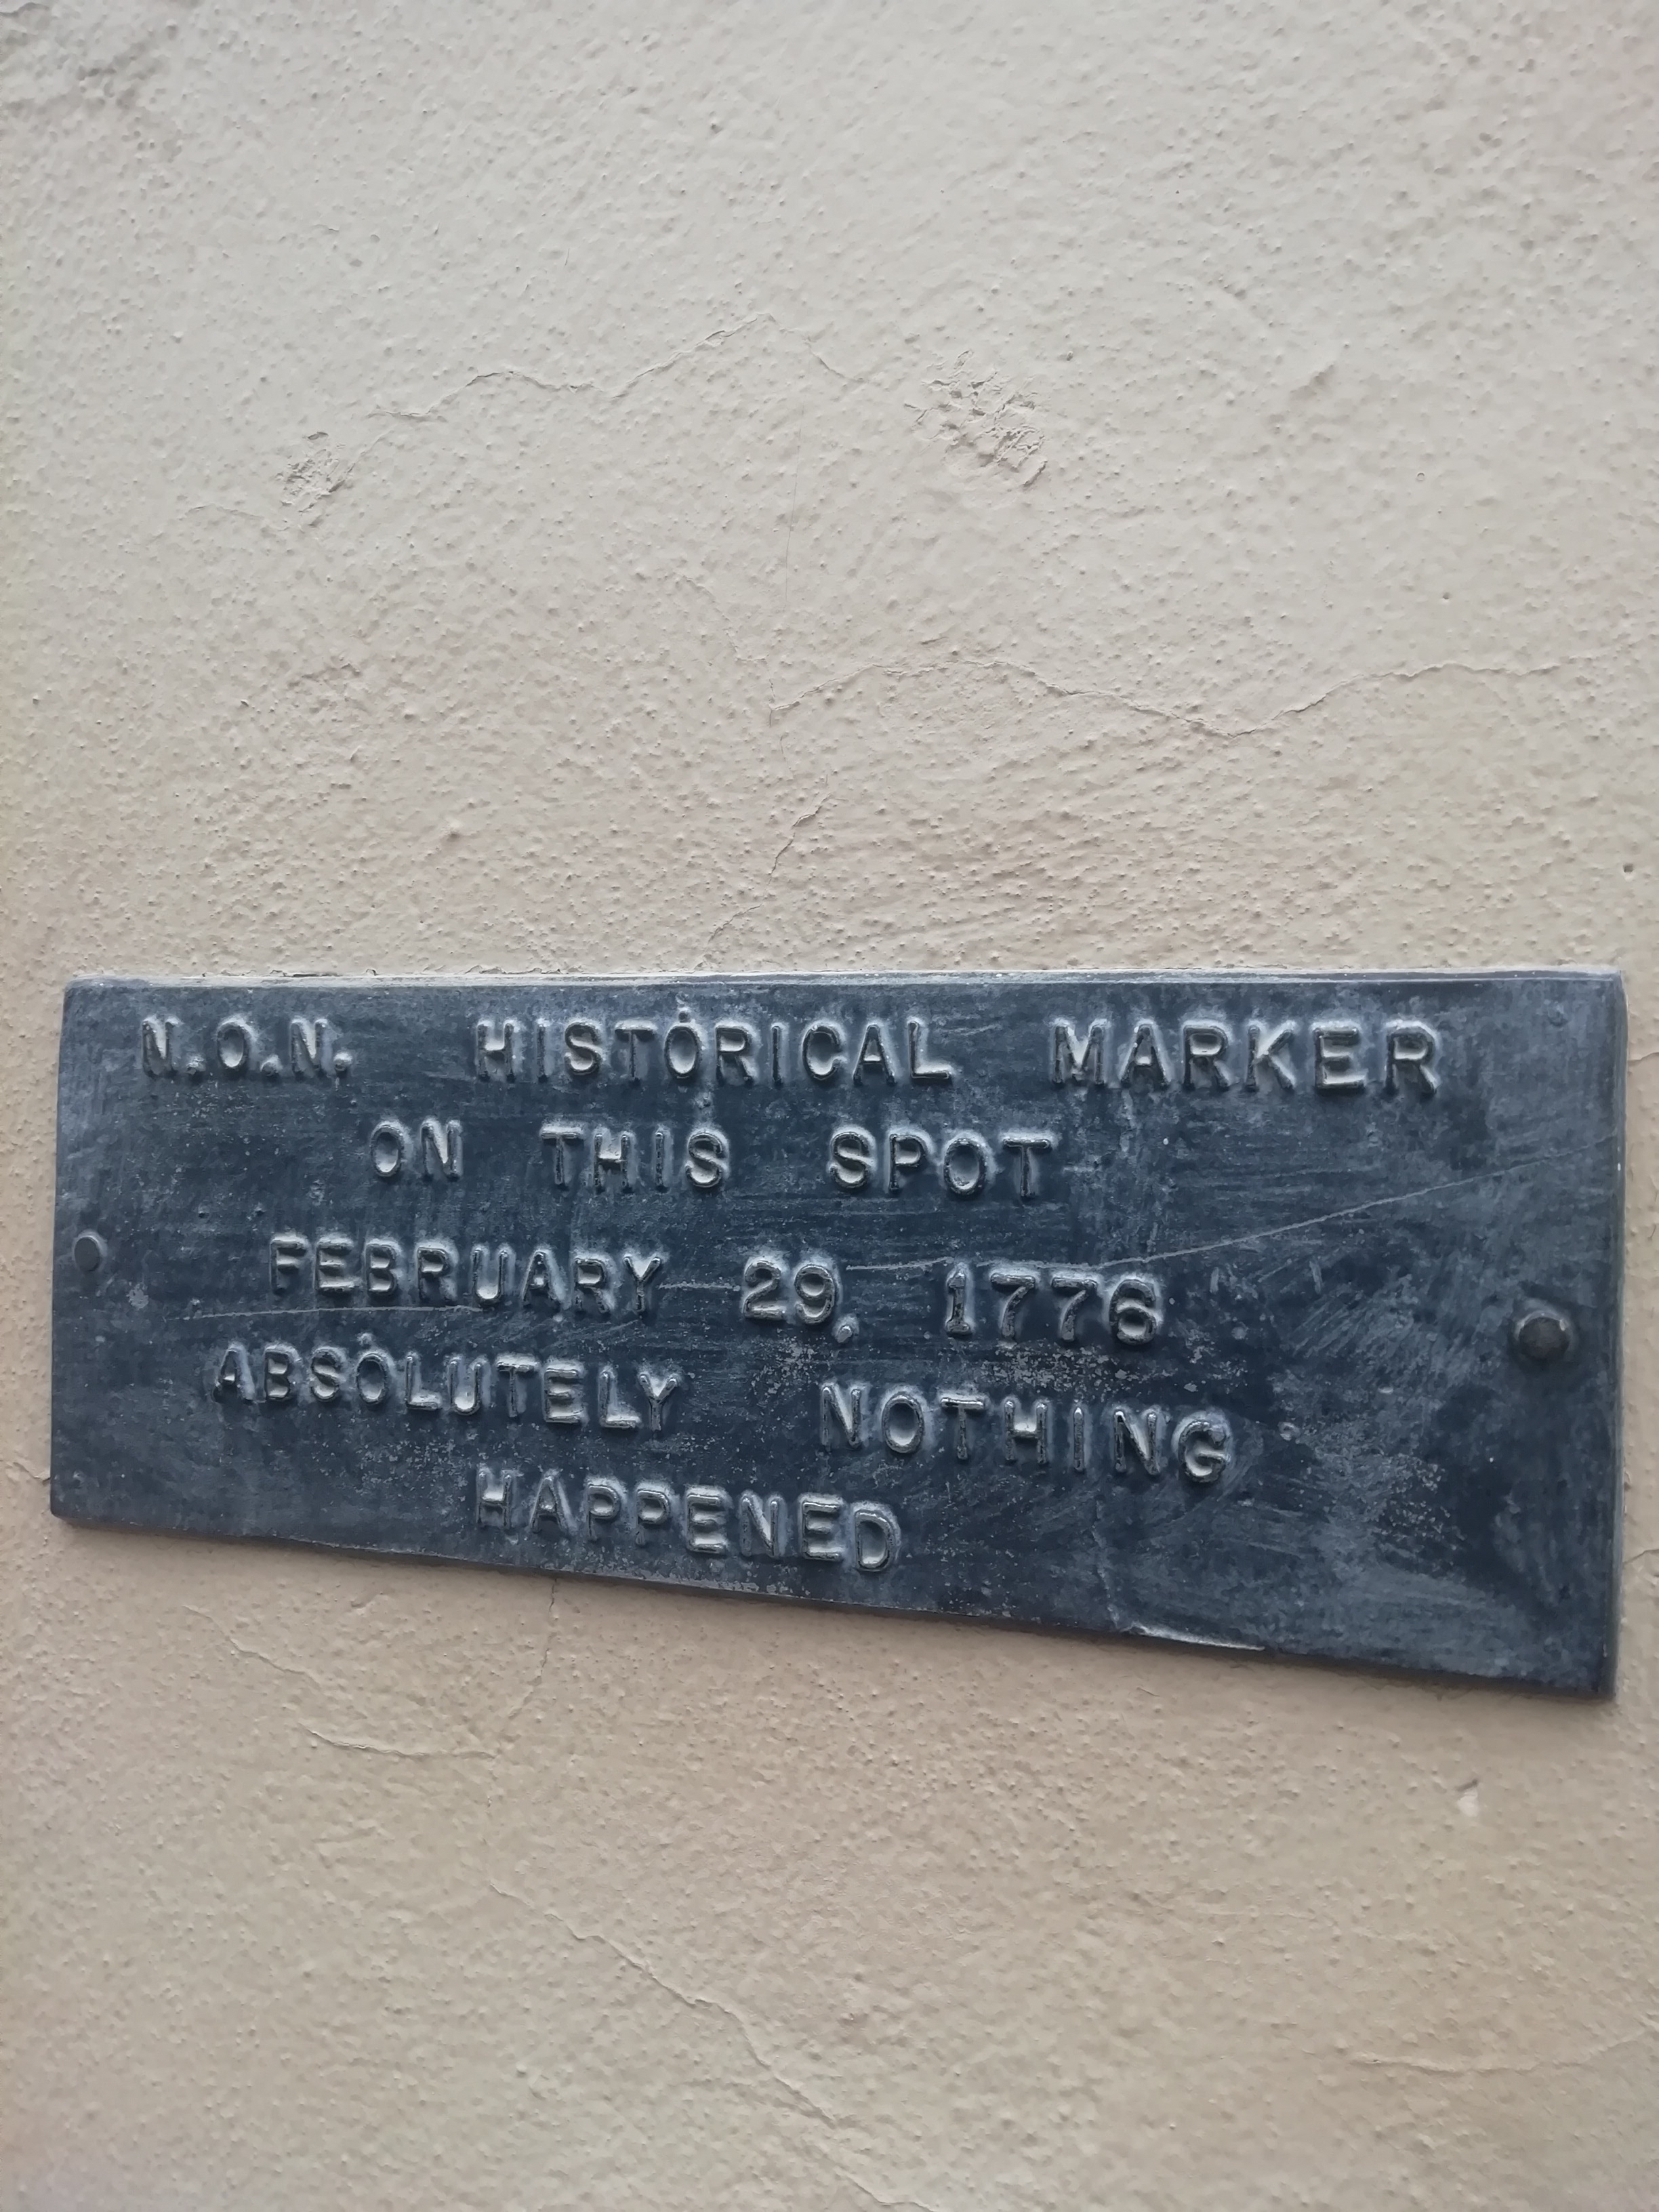 N.O.N. HISTORICAL MARKER
ON THIS SPOT
FEBRUARY 29, 1776
ABSOLUTELY NOTHING
HAPPENED